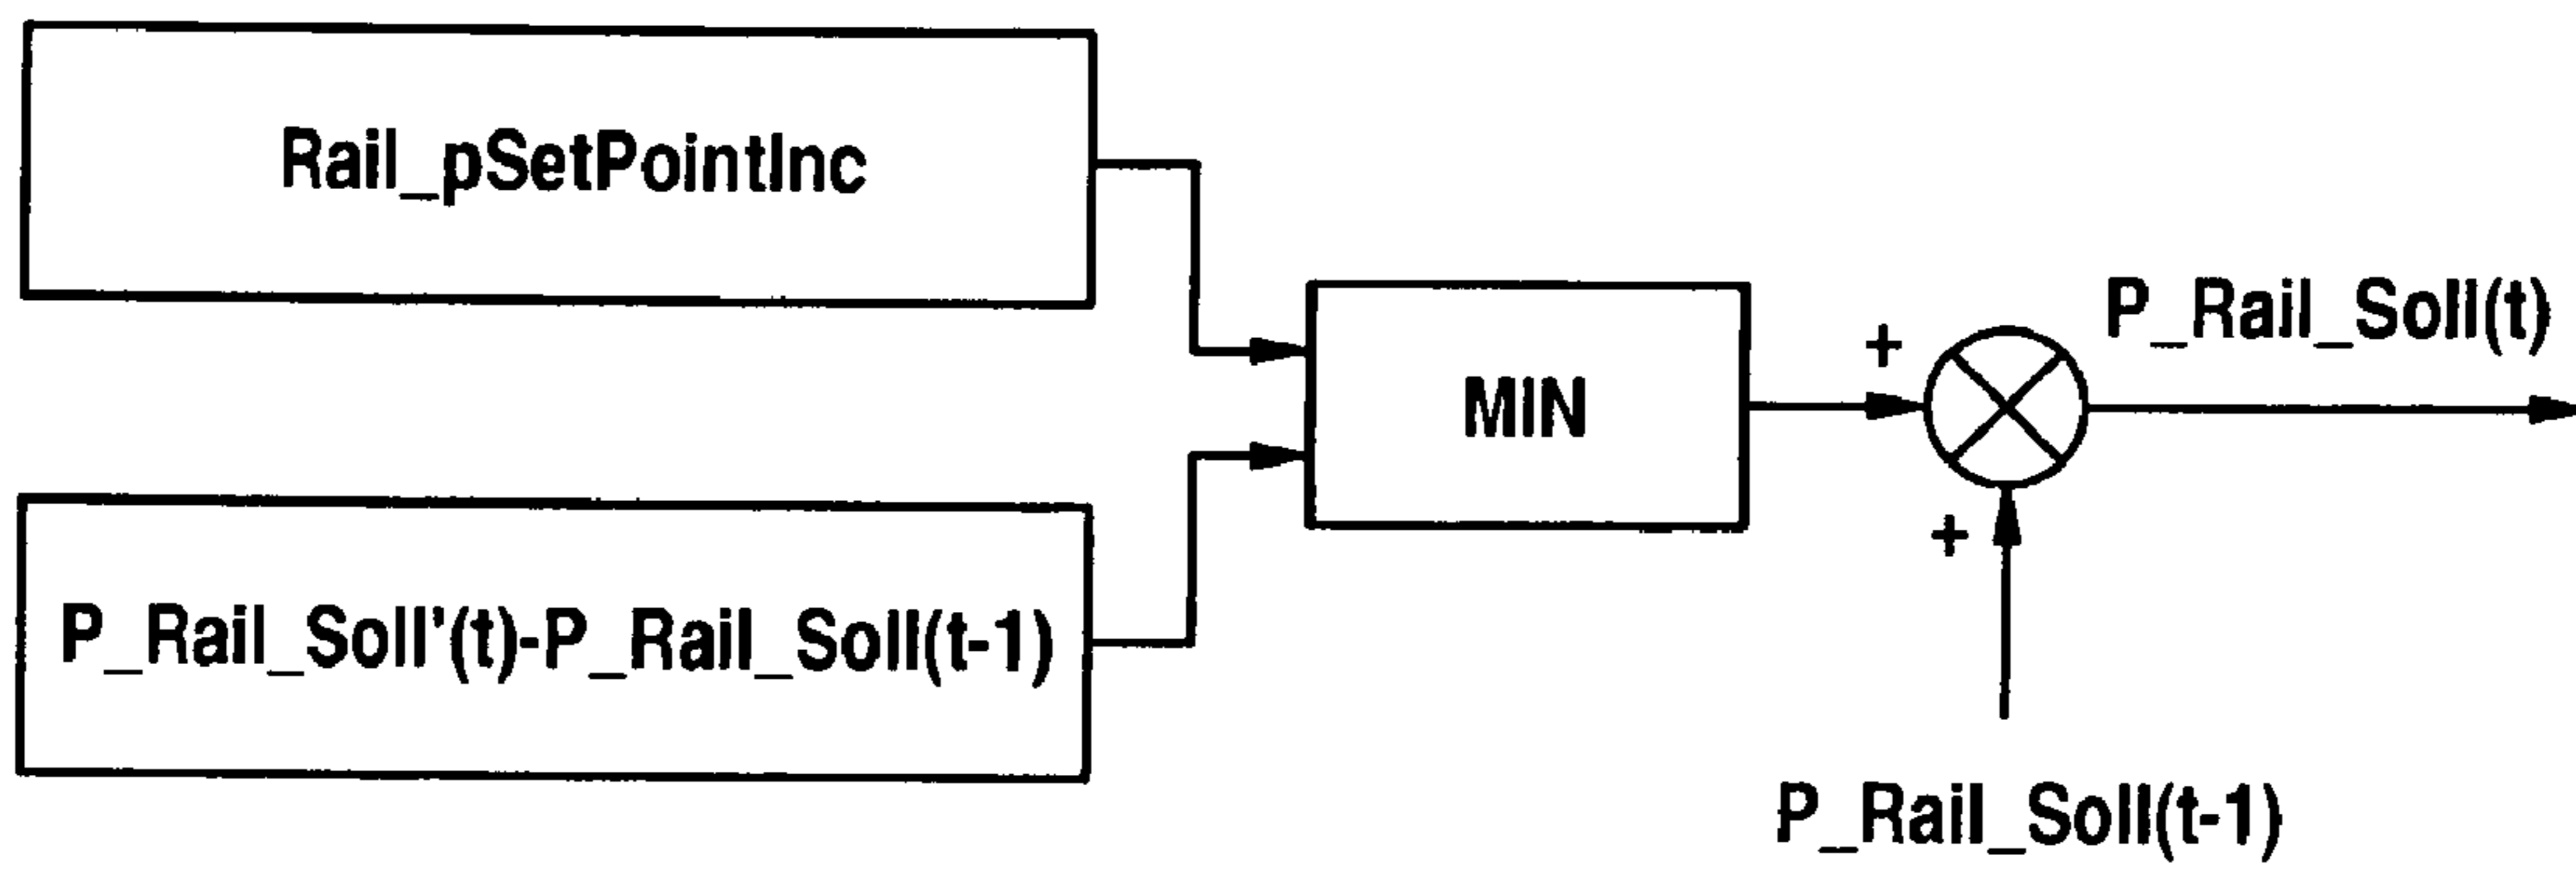 Rail_pSetPointInc
P_Rail_Soll(t)
+
MIN
+
P_Rail_Soll'(t)-P_Rail_Soll(t-1)
P_Rail_Soll(t-1)